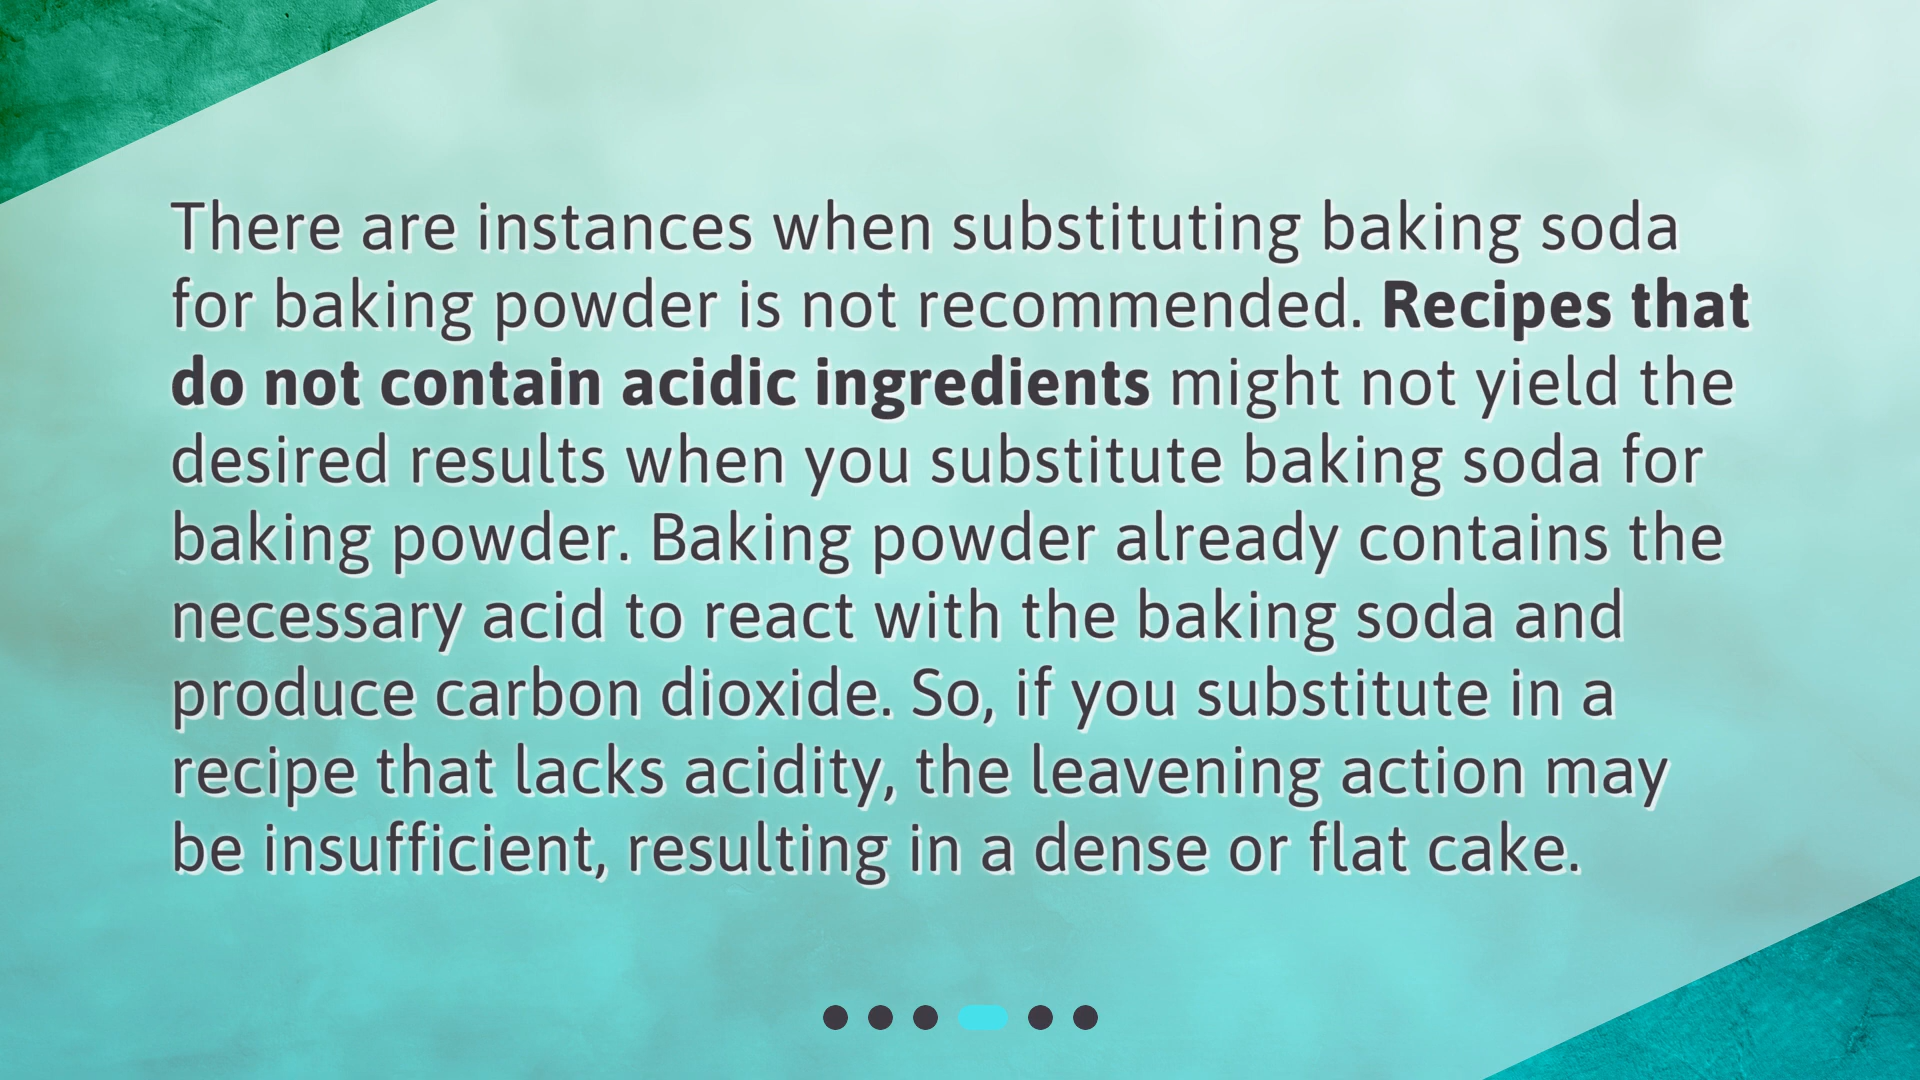 There are instances when substituting baking soda
for baking powder is not recommended. Recipes that
do not contain acidic ingredients might not yield the
desired results when you substitute baking soda for
baking powder. Baking powder already contains the
necessary acid to react with the baking soda and
produce carbon dioxide. So, if you substitute in a
recipe that lacks acidity, the leavening action may
be insufficient, resulting in a dense or flat cake.